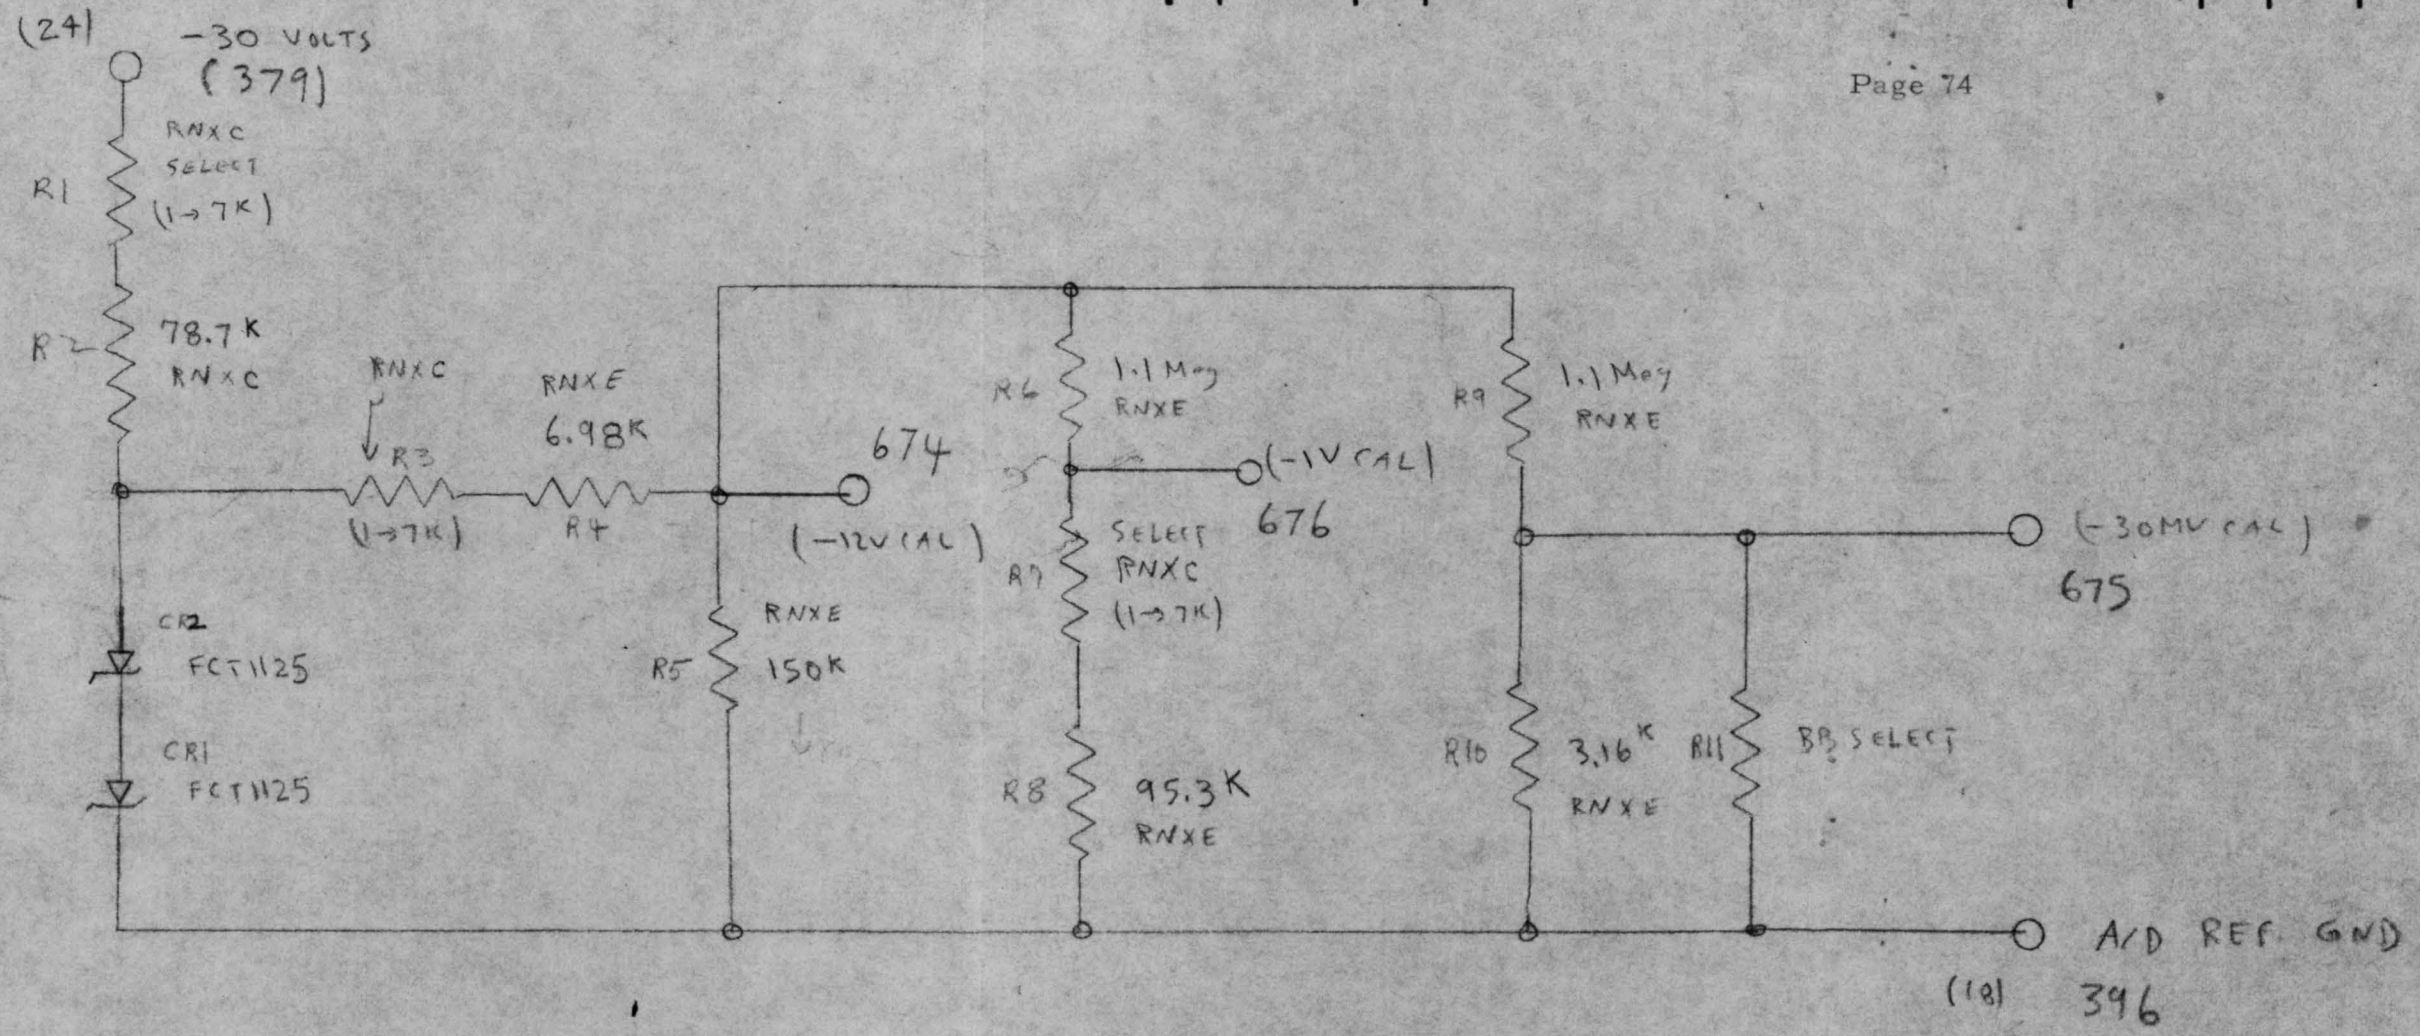 (24)
-30 VOLTS
(379)
Page 74
RNXC
SELECT
R1
(1→7K)
R2
78.7K
RNXC
RNXC
R3
(1→7K)
RNXE
6.98K
R4
674
(-12V CAL)
R6
1.1 Meg
RNXE
(-1V CAL)
676
R9
1.1 Meg
RNXE
(-30MV CAL)
675
R7
SELECT
RNXC
(1→7K)
CR2
FCT1125
R5
RNXE
150K
CR1
FCT1125
R8
95.3K
RNXE
R10
3.16K
RNXE
R11
BB SELECT
A/D REF. GND
(18)
396